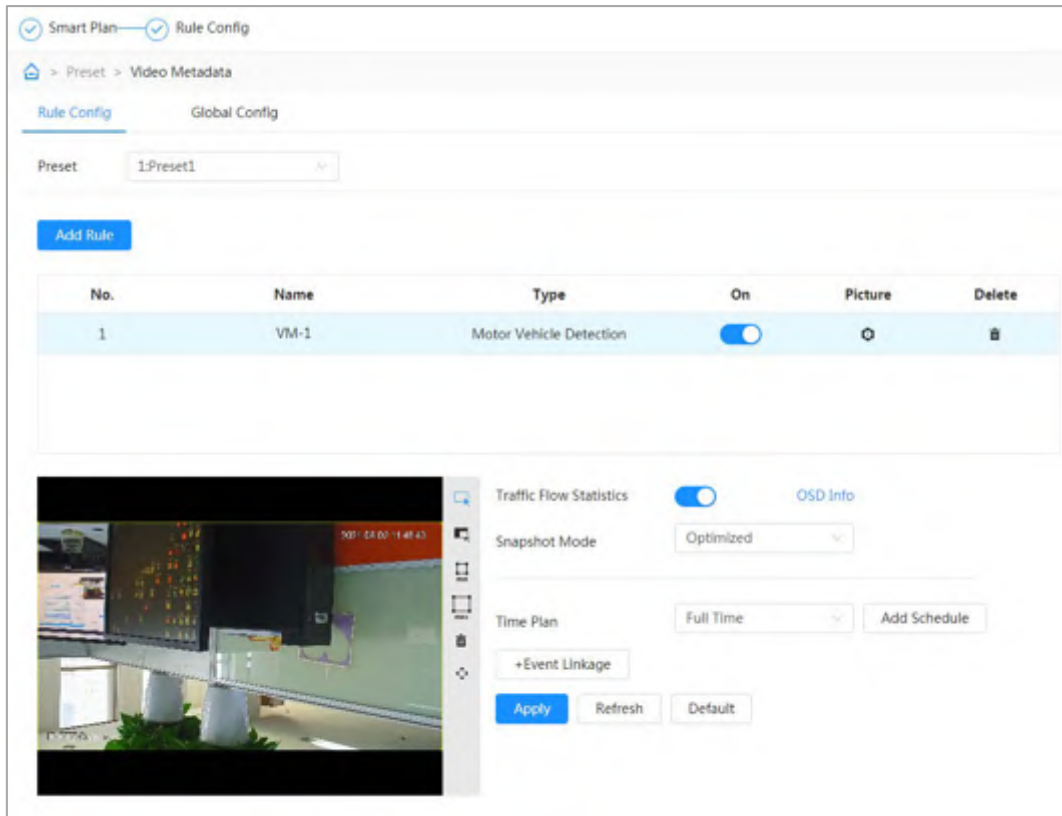 Smart Plan Rule Config
> Preset > Video Metadata
Rule Config Global Config
Preset 1:Preset1
Add Rule
No. Name Type On Picture Delete
1 VM-1 Motor Vehicle Detection
Traffic Flow Statistics OSD Info
Snapshot Mode Optimized
Time Plan Full Time Add Schedule
+Event Linkage
Apply Refresh Default